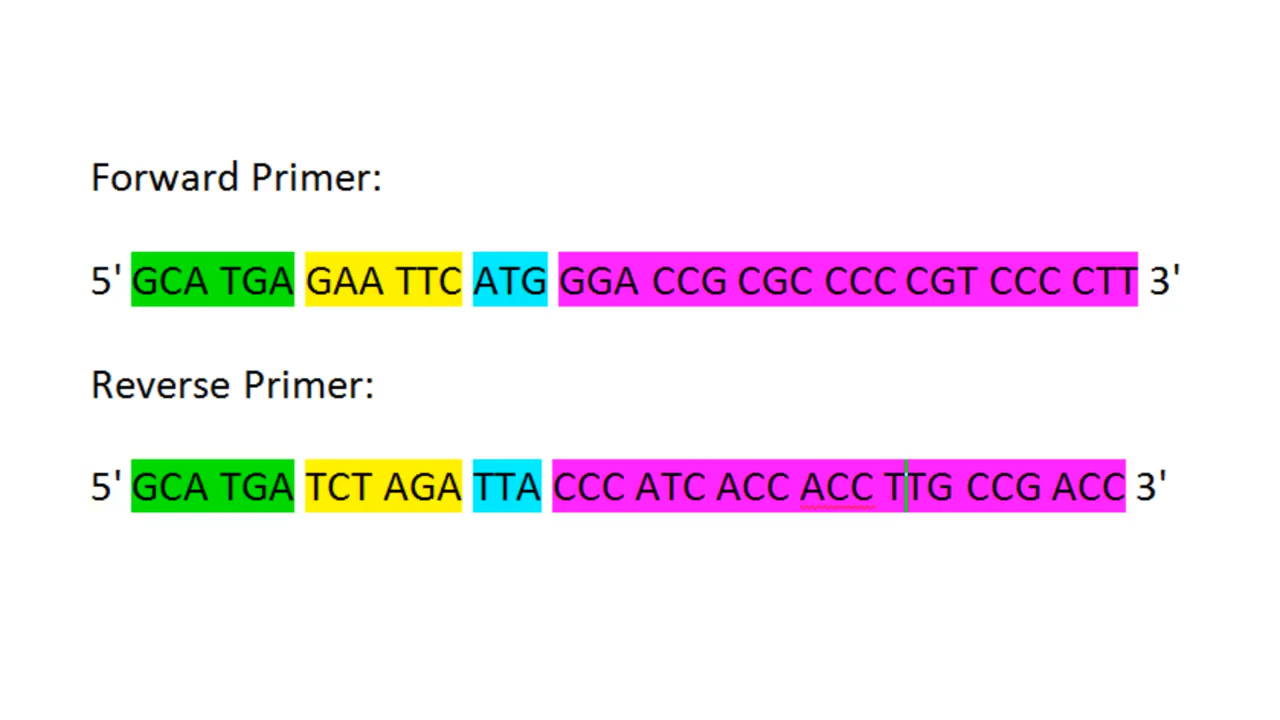 Forward Primer:
5' GCA TGA GAA TTC ATG GGA CCG CGC CCC CGT CCC CTT 3'
Reverse Primer:
5' GCA TGA TCT AGA TTA CCC ATC ACC ACC TTG CCG ACC 3'